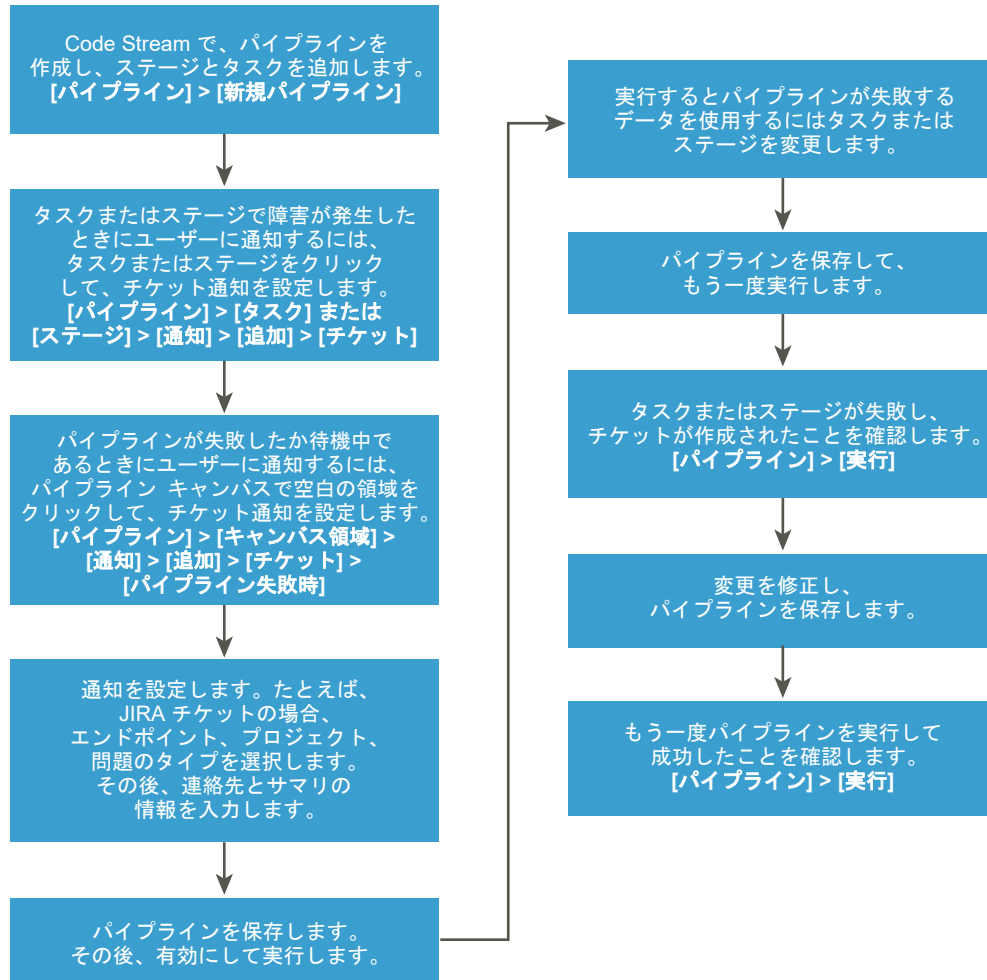 Code Stream で、パイプラインを
作成し、ステージとタスクを追加します。
[パイプライン] > [新規パイプライン]
タスクまたはステージで障害が発生した
ときにユーザーに通知するには、
タスクまたはステージをクリック
して、チケット通知を設定します。
[パイプライン] > [タスク] または
[ステージ] > [通知] > [追加] > [チケット]
パイプラインが失敗したか待機中で
あるときにユーザーに通知するには、
パイプライン キャンバスで空白の領域を
クリックして、チケット通知を設定します。
[パイプライン] > [キャンバス領域] >
[通知] > [追加] > [チケット] >
[パイプライン失敗時]
通知を設定します。たとえば、
JIRA チケットの場合、
エンドポイント、プロジェクト、
問題のタイプを選択します。
その後、連絡先とサマリの
情報を入力します。
パイプラインを保存します。
その後、有効にして実行します。
実行するとパイプラインが失敗する
データを使用するにはタスクまたは
ステージを変更します。
パイプラインを保存して、
もう一度実行します。
タスクまたはステージが失敗し、
チケットが作成されたことを確認します。
[パイプライン] > [実行]
変更を修正し、
パイプラインを保存します。
もう一度パイプラインを実行して
成功したことを確認します。
[パイプライン] > [実行]